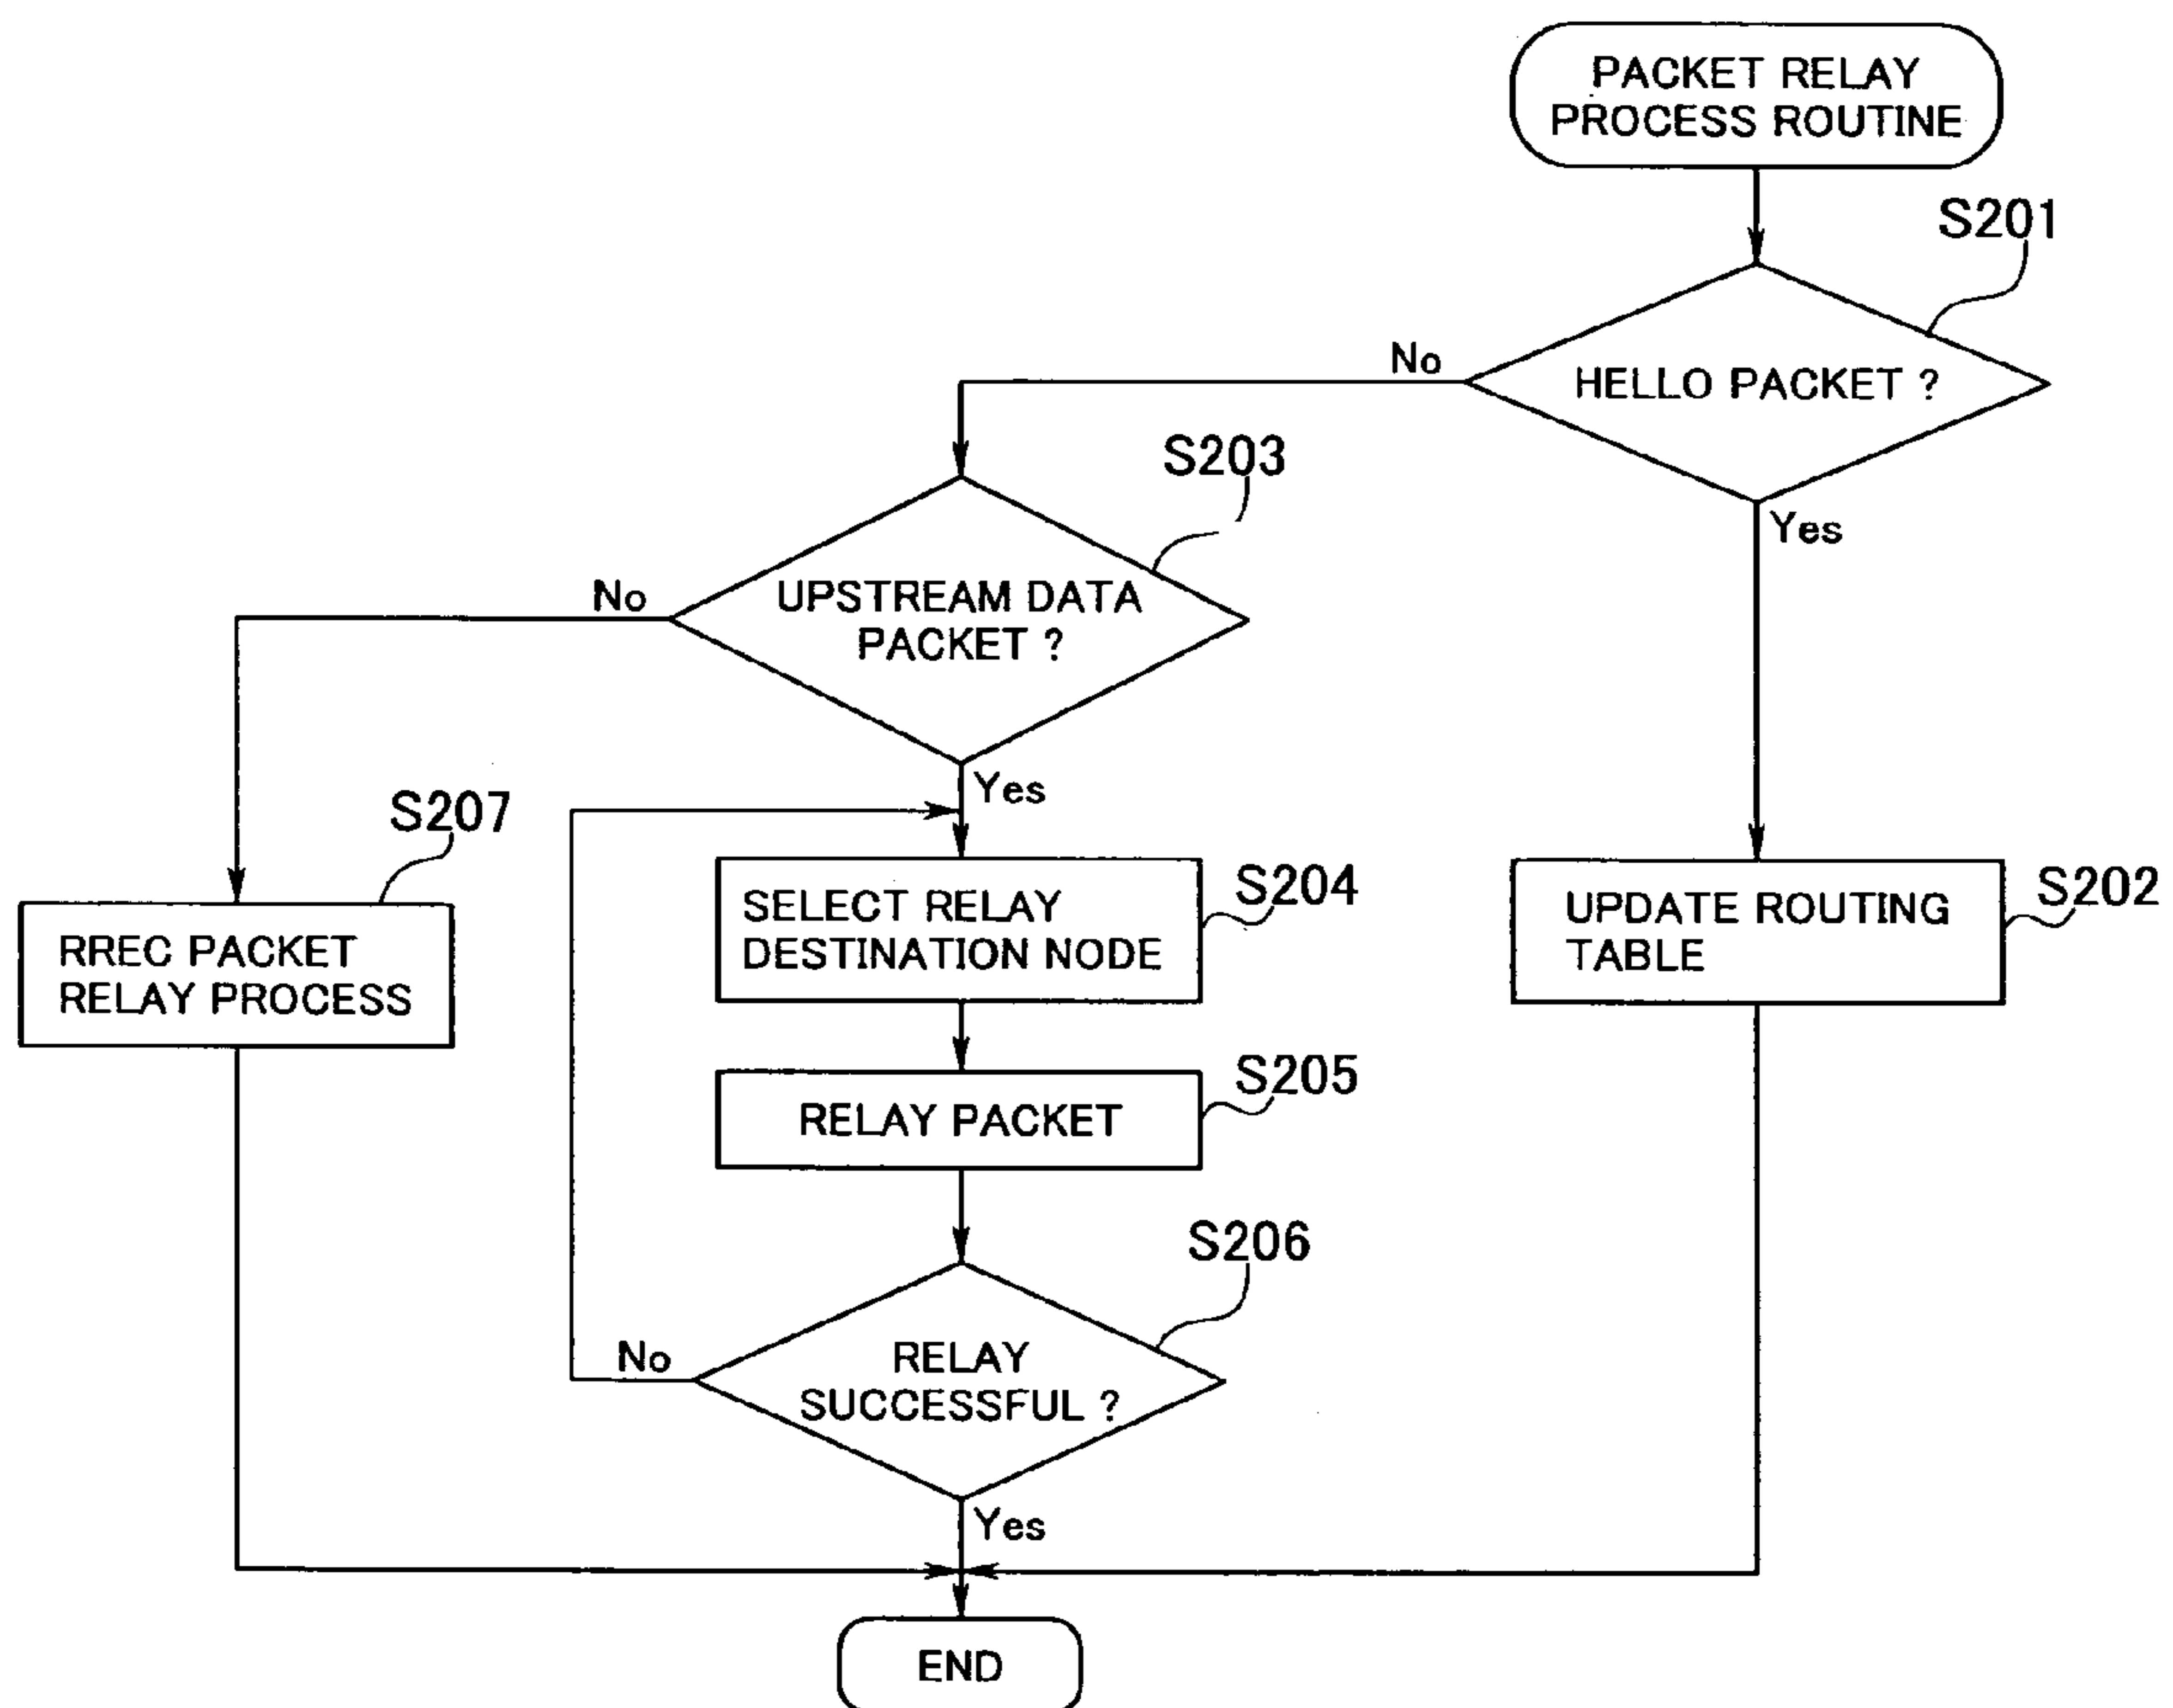 PACKET RELAY
PROCESS ROUTINE
S201
HELLO PACKET ?
No
Yes
S203
UPSTREAM DATA
PACKET ?
No
Yes
S207
RREC PACKET
RELAY PROCESS
S204
SELECT RELAY
DESTINATION NODE
S202
UPDATE ROUTING
TABLE
S205
RELAY PACKET
S206
RELAY
SUCCESSFUL ?
No
Yes
END